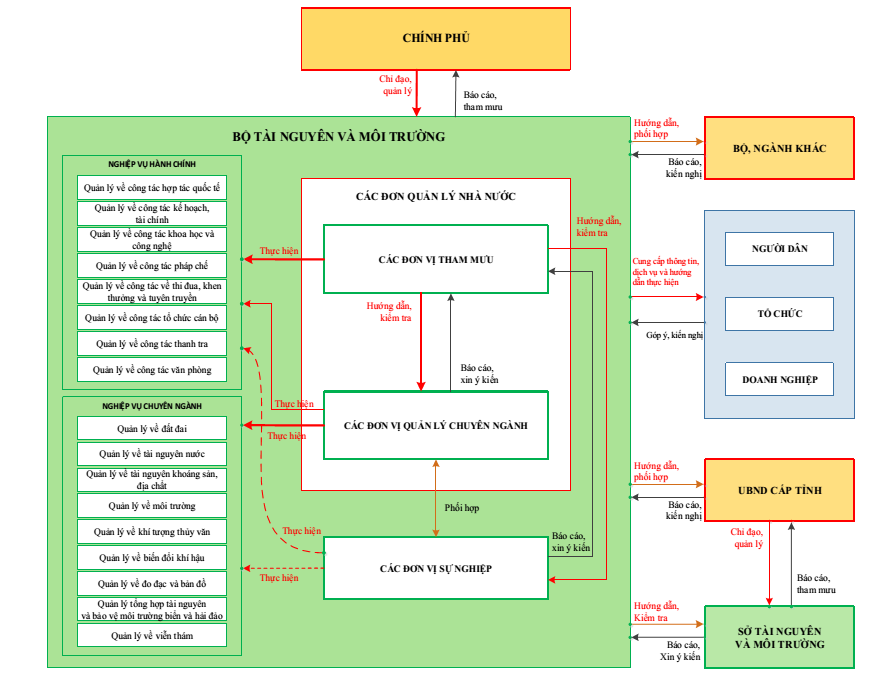 CHÍNH PHỦ
Chỉ đạo,
quản lý
Báo cáo,
tham mưu
BỘ TÀI NGUYÊN VÀ MÔI TRƯỜNG
NGHIỆP VỤ HÀNH CHÍNH
Quản lý về công tác hợp tác quốc tế
Quản lý về công tác kế hoạch,
tài chính
Quản lý về công tác khoa học và
công nghệ
Quản lý về công tác pháp chế
Quản lý về công tác về thi đua, khen
thưởng và tuyên truyền
Quản lý về công tác tổ chức cán bộ
Quản lý về công tác thanh tra
Quản lý về công tác văn phòng
NGHIỆP VỤ CHUYÊN NGÀNH
Quản lý về đất đai
Quản lý về tài nguyên nước
Quản lý về tài nguyên khoáng sản,
địa chất
Quản lý về môi trường
Quản lý về khí tượng thủy văn
Quản lý về biến đổi khí hậu
Quản lý về đo đạc và bản đồ
Quản lý tổng hợp tài nguyên
và bảo vệ môi trường biển và hải đảo
Quản lý về viễn thám
Thực hiện
Thực hiện
Thực hiện
Thực hiện
Thực hiện
CÁC ĐƠN QUẢN LÝ NHÀ NƯỚC
CÁC ĐƠN VỊ THAM MƯU
Hướng dẫn,
kiểm tra
Báo cáo,
xin ý kiến
CÁC ĐƠN VỊ QUẢN LÝ CHUYÊN NGÀNH
Phối hợp
CÁC ĐƠN VỊ SỰ NGHIỆP
Hướng dẫn,
kiểm tra
Báo cáo,
xin ý kiến
Hướng dẫn,
phối hợp
Báo cáo,
kiến nghị
BỘ, NGÀNH KHÁC
Cung cấp thông tin,
dịch vụ và hướng
dẫn thực hiện
Góp ý, kiến nghị
NGƯỜI DÂN
TỔ CHỨC
DOANH NGHIỆP
Hướng dẫn,
phối hợp
Báo cáo,
kiến nghị
UBND CẤP TỈNH
Chỉ đạo,
quản lý
Báo cáo,
tham mưu
Hướng dẫn,
Kiểm tra
Báo cáo,
Xin ý kiến
SỞ TÀI NGUYÊN
VÀ MÔI TRƯỜNG